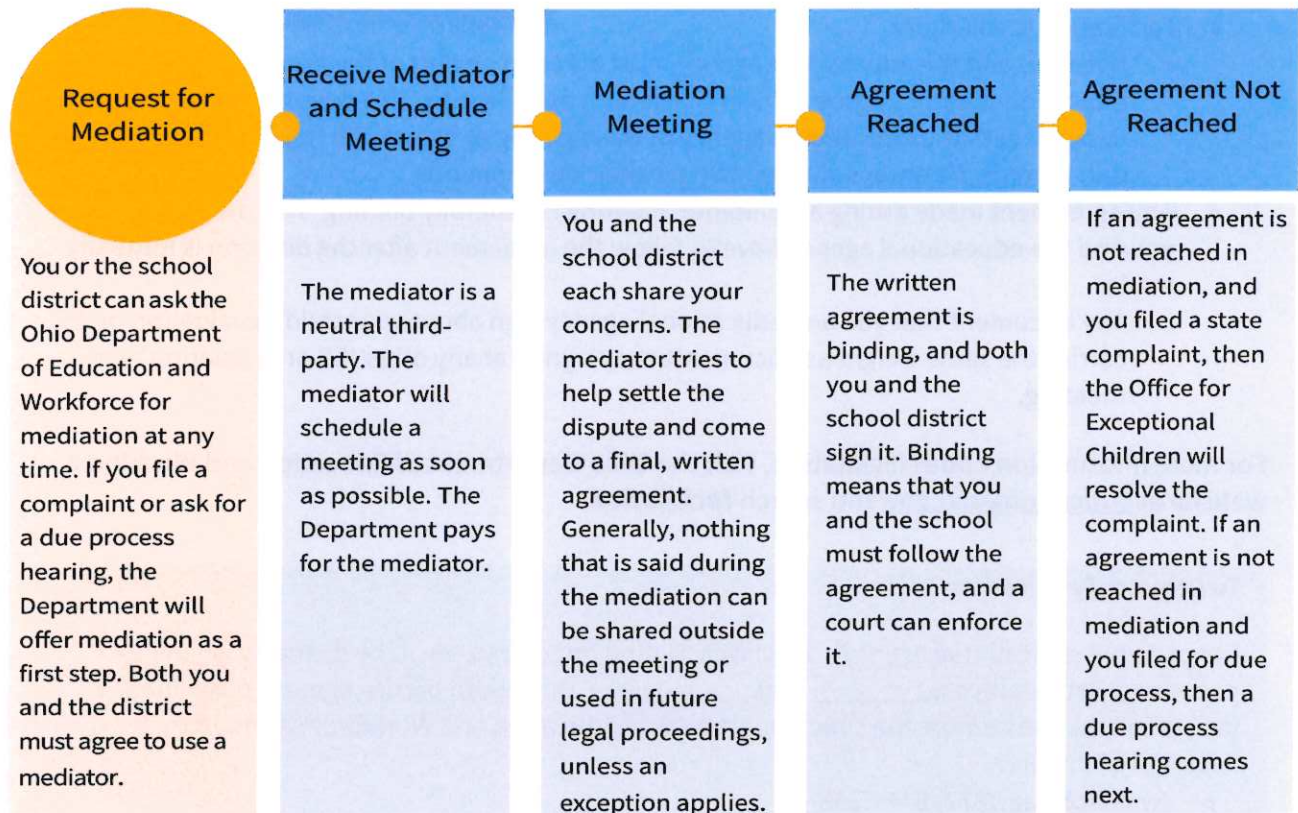 Request for
Mediation
You or the school
district can ask the
Ohio Department
of Education and
Workforce for
mediation at any
time. If you file a
complaint or ask for
a due process
hearing, the
Department will
offer mediation as a
first step. Both you
and the district
must agree to use a
mediator.
Receive Mediator
and Schedule
Meeting
The mediator is a
neutral third-
party. The
mediator will
schedule a
meeting as soon
as possible. The
Department pays
for the mediator.
Mediation
Meeting
You and the
school district
each share your
concerns. The
mediator tries to
help settle the
dispute and come
to a final, written
agreement.
Generally, nothing
that is said during
the mediation can
be shared outside
the meeting or
used in future
legal proceedings,
unless an
exception applies.
Agreement
Reached
The written
agreement is
binding, and both
you and the
school district
sign it. Binding
means that you
and the school
must follow the
agreement, and a
court can enforce
it.
Agreement Not
Reached
If an agreement is
not reached in
mediation, and
you filed a state
complaint, then
the Office for
Exceptional
Children will
resolve the
complaint. If an
agreement is not
reached in
mediation and
you filed for due
process, then a
due process
hearing comes
next.